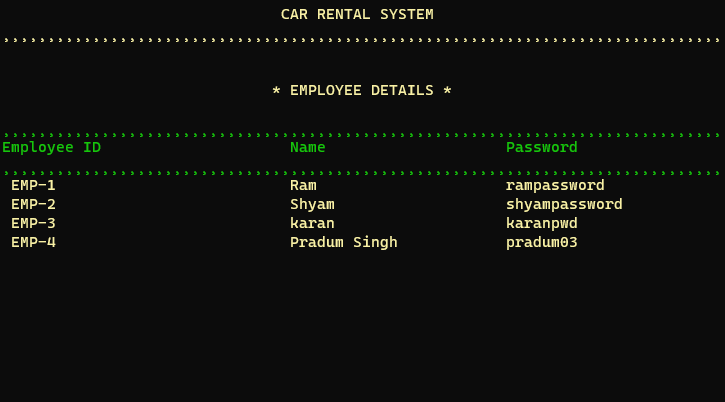 CAR RENTAL SYSTEM
* EMPLOYEE DETAILS *
Employee ID Name Password
EMP-1 Ram rampassword
EMP-2 Shyam shyampassword
EMP-3 karan karanpwd
EMP-4 Pradum Singh pradum03